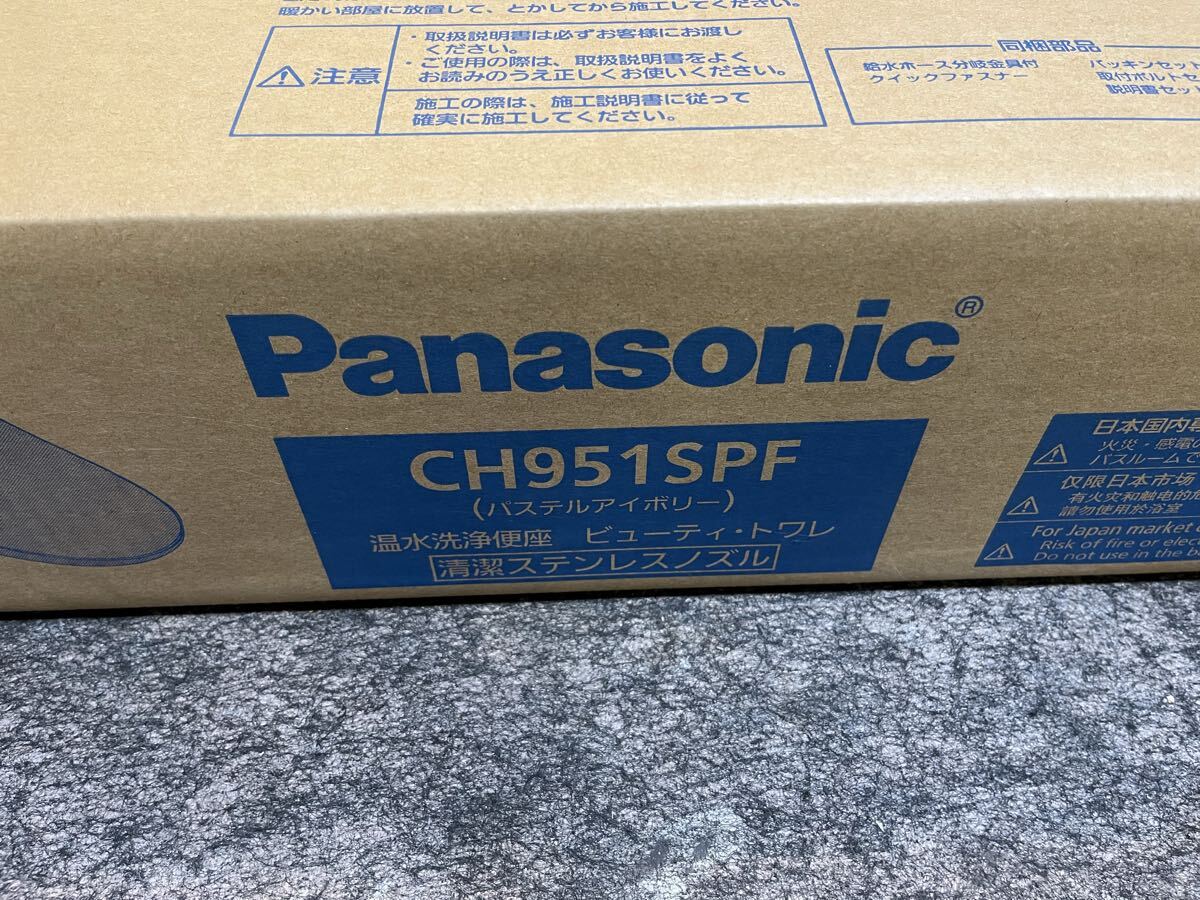 暖かい部屋に放置して、とかしてから施工してください。
注意
・取扱説明書は必ずお客様にお渡し
ください。
・ご使用の際は、取扱説明書をよく
お読みのうえ正しくお使いください。
施工の際は、施工説明書に従って
確実に施工してください。
同梱部品
給水ホース分岐金具付
クイックファスナー
パッキンセット
取付ボルトセ
説明書セット
Panasonic®
CH951SPF
(パステルアイボリー)
温水洗浄便座 ビューティ・トワレ
清潔ステンレスノズル
日本国内専
火災・感電の
バスルームで
仅限日本市场
有火灾和触电的
請勿使用於浴室
For Japan market
Risk of fire or elec
Do not use in the